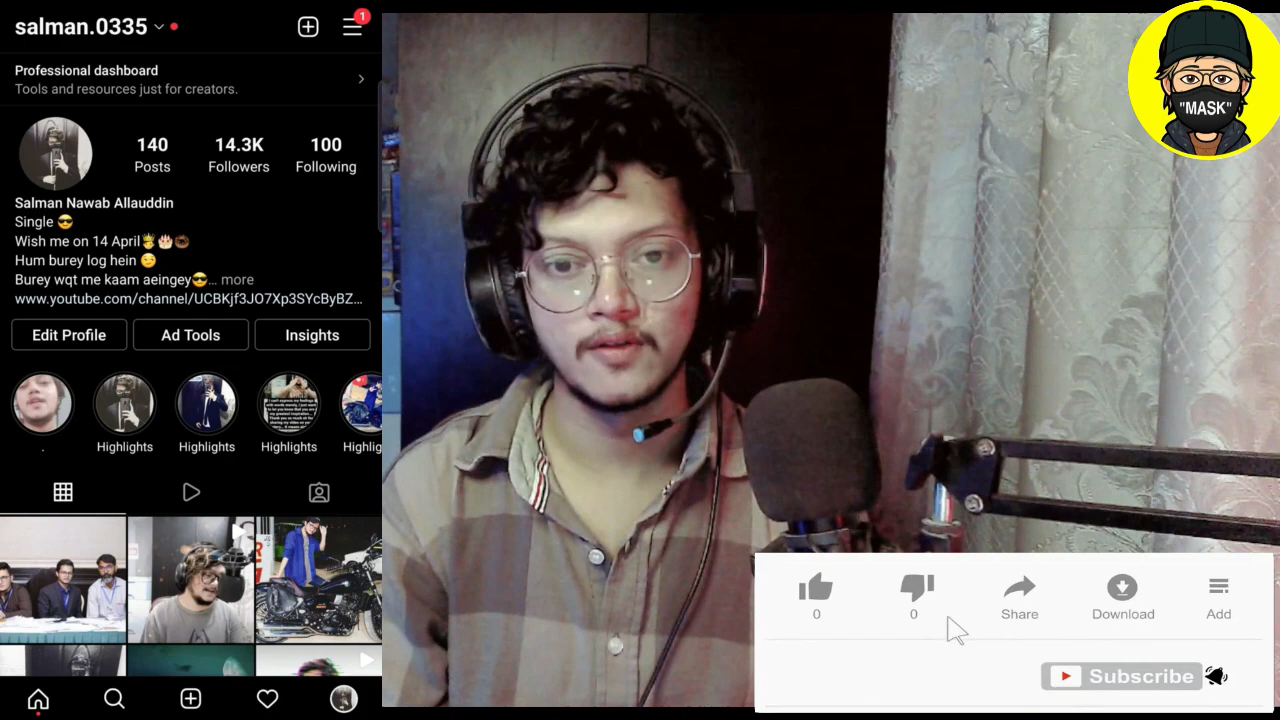 salman.0335
1
Professional dashboard
Tools and resources just for creators.
140 14.3K 100
Posts Followers Following
Salman Nawab Allauddin
Single 😎
Wish me on 14 April🤴🎂🍩
Hum burey log hein 😏
Burey wqt me kaam aeingey😎... more
www.youtube.com/channel/UCBKjf3JO7Xp3SYcByBZ...
Edit Profile Ad Tools Insights
. Highlights Highlights Highlights Highlig
"MASK"
0 0 Share Download Add
Subscribe